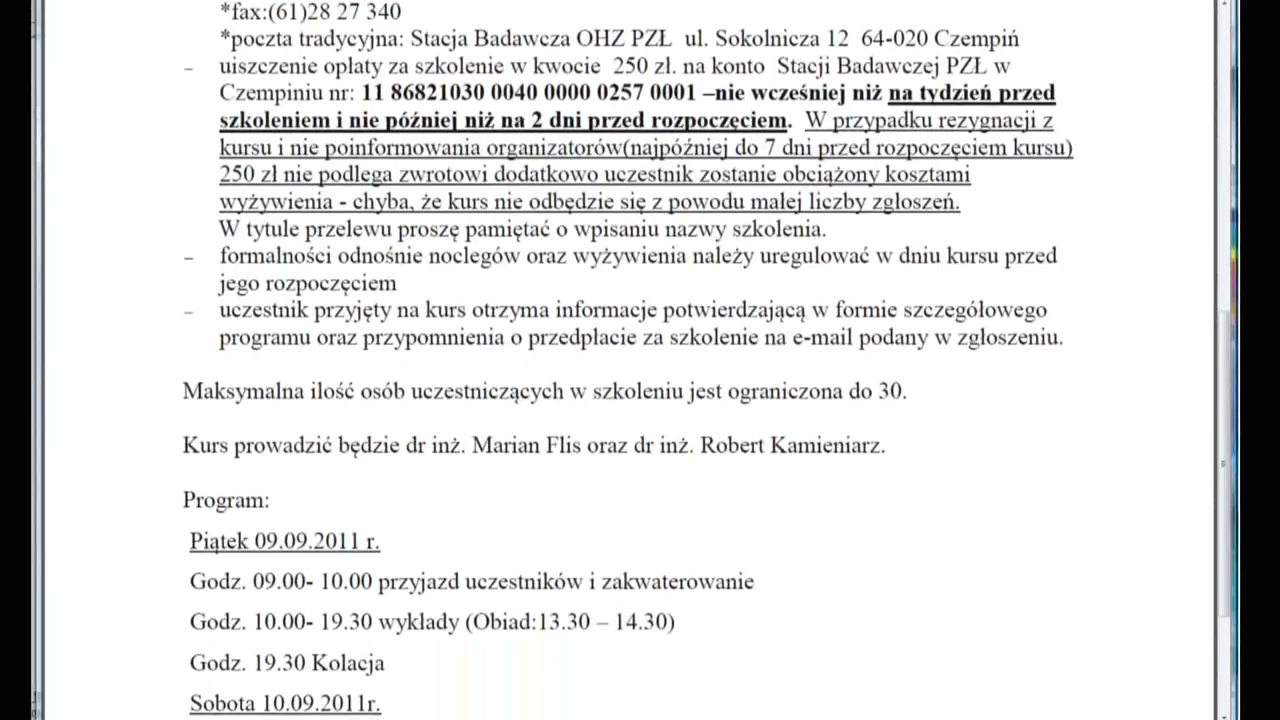 *fax:(61)28 27 340
*poczta tradycyjna: Stacja Badawcza OHZ PZŁ ul. Sokolnicza 12 64-020 Czempiń
– uiszczenie opłaty za szkolenie w kwocie 250 zł. na konto Stacji Badawczej PZŁ w
Czempiniu nr: 11 86821030 0040 0000 0257 0001 –nie wcześniej niż na tydzień przed
szkoleniem i nie później niż na 2 dni przed rozpoczęciem. W przypadku rezygnacji z
kursu i nie poinformowania organizatorów(najpóźniej do 7 dni przed rozpoczęciem kursu)
250 zł nie podlega zwrotowi dodatkowo uczestnik zostanie obciążony kosztami
wyżywienia - chyba, że kurs nie odbędzie się z powodu małej liczby zgłoszeń.
W tytule przelewu proszę pamiętać o wpisaniu nazwy szkolenia.
– formalności odnośnie noclegów oraz wyżywienia należy uregulować w dniu kursu przed
jego rozpoczęciem
– uczestnik przyjęty na kurs otrzyma informacje potwierdzającą w formie szczegółowego
programu oraz przypomnienia o przedpłacie za szkolenie na e-mail podany w zgłoszeniu.
Maksymalna ilość osób uczestniczących w szkoleniu jest ograniczona do 30.
Kurs prowadzić będzie dr inż. Marian Flis oraz dr inż. Robert Kamieniarz.
Program:
Piątek 09.09.2011 r.
Godz. 09.00- 10.00 przyjazd uczestników i zakwaterowanie
Godz. 10.00- 19.30 wykłady (Obiad:13.30 – 14.30)
Godz. 19.30 Kolacja
Sobota 10.09.2011r.